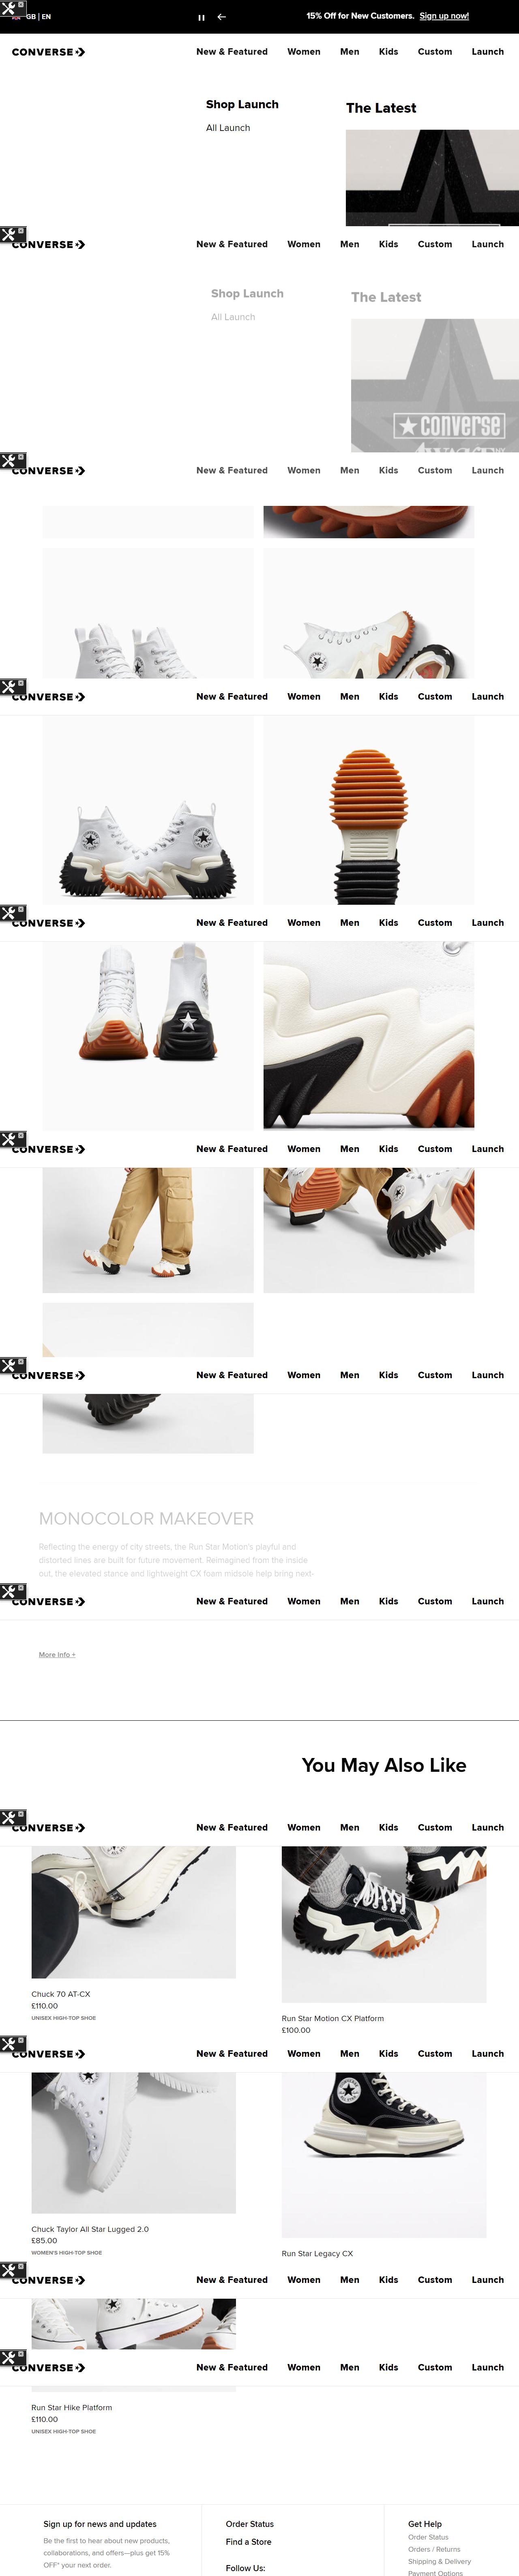 GB | EN
15% Off for New Customers. Sign up now!
CONVERSE
New & Featured Women Men Kids Custom Launch
Shop Launch
All Launch
The Latest
CONVERSE
New & Featured Women Men Kids Custom Launch
Shop Launch
All Launch
The Latest
converse
CONVERSE
New & Featured Women Men Kids Custom Launch
CONVERSE
New & Featured Women Men Kids Custom Launch
CONVERSE
New & Featured Women Men Kids Custom Launch
CONVERSE
New & Featured Women Men Kids Custom Launch
CONVERSE
New & Featured Women Men Kids Custom Launch
MONOCOLOR MAKEOVER
Reflecting the energy of city streets, the Run Star Motion's playful and
distorted lines are built for future movement. Reimagined from the inside
out, the elevated stance and lightweight CX foam midsole help bring next-
CONVERSE
New & Featured Women Men Kids Custom Launch
More Info +
You May Also Like
CONVERSE
New & Featured Women Men Kids Custom Launch
Chuck 70 AT-CX
£110.00
UNISEX HIGH-TOP SHOE
Run Star Motion CX Platform
£100.00
CONVERSE
New & Featured Women Men Kids Custom Launch
Chuck Taylor All Star Lugged 2.0
£85.00
WOMEN'S HIGH-TOP SHOE
Run Star Legacy CX
CONVERSE
New & Featured Women Men Kids Custom Launch
CONVERSE
New & Featured Women Men Kids Custom Launch
Run Star Hike Platform
£110.00
UNISEX HIGH-TOP SHOE
Sign up for news and updates
Be the first to hear about new products,
collaborations, and offers—plus get 15%
OFF* your next order.
Order Status
Find a Store
Follow Us:
Get Help
Order Status
Orders / Returns
Shipping & Delivery
Payment Options